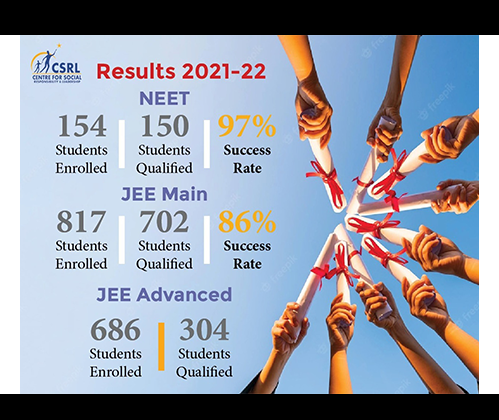 CSRL
CENTRE FOR SOCIAL
RESPONSIBILITY & LEADERSHIP
Results 2021-22
NEET
154 150 97%
Students Students Success
Enrolled Qualified Rate
JEE Main
817 702 86%
Students Students Success
Enrolled Qualified Rate
JEE Advanced
686 304
Students Students
Enrolled Qualified